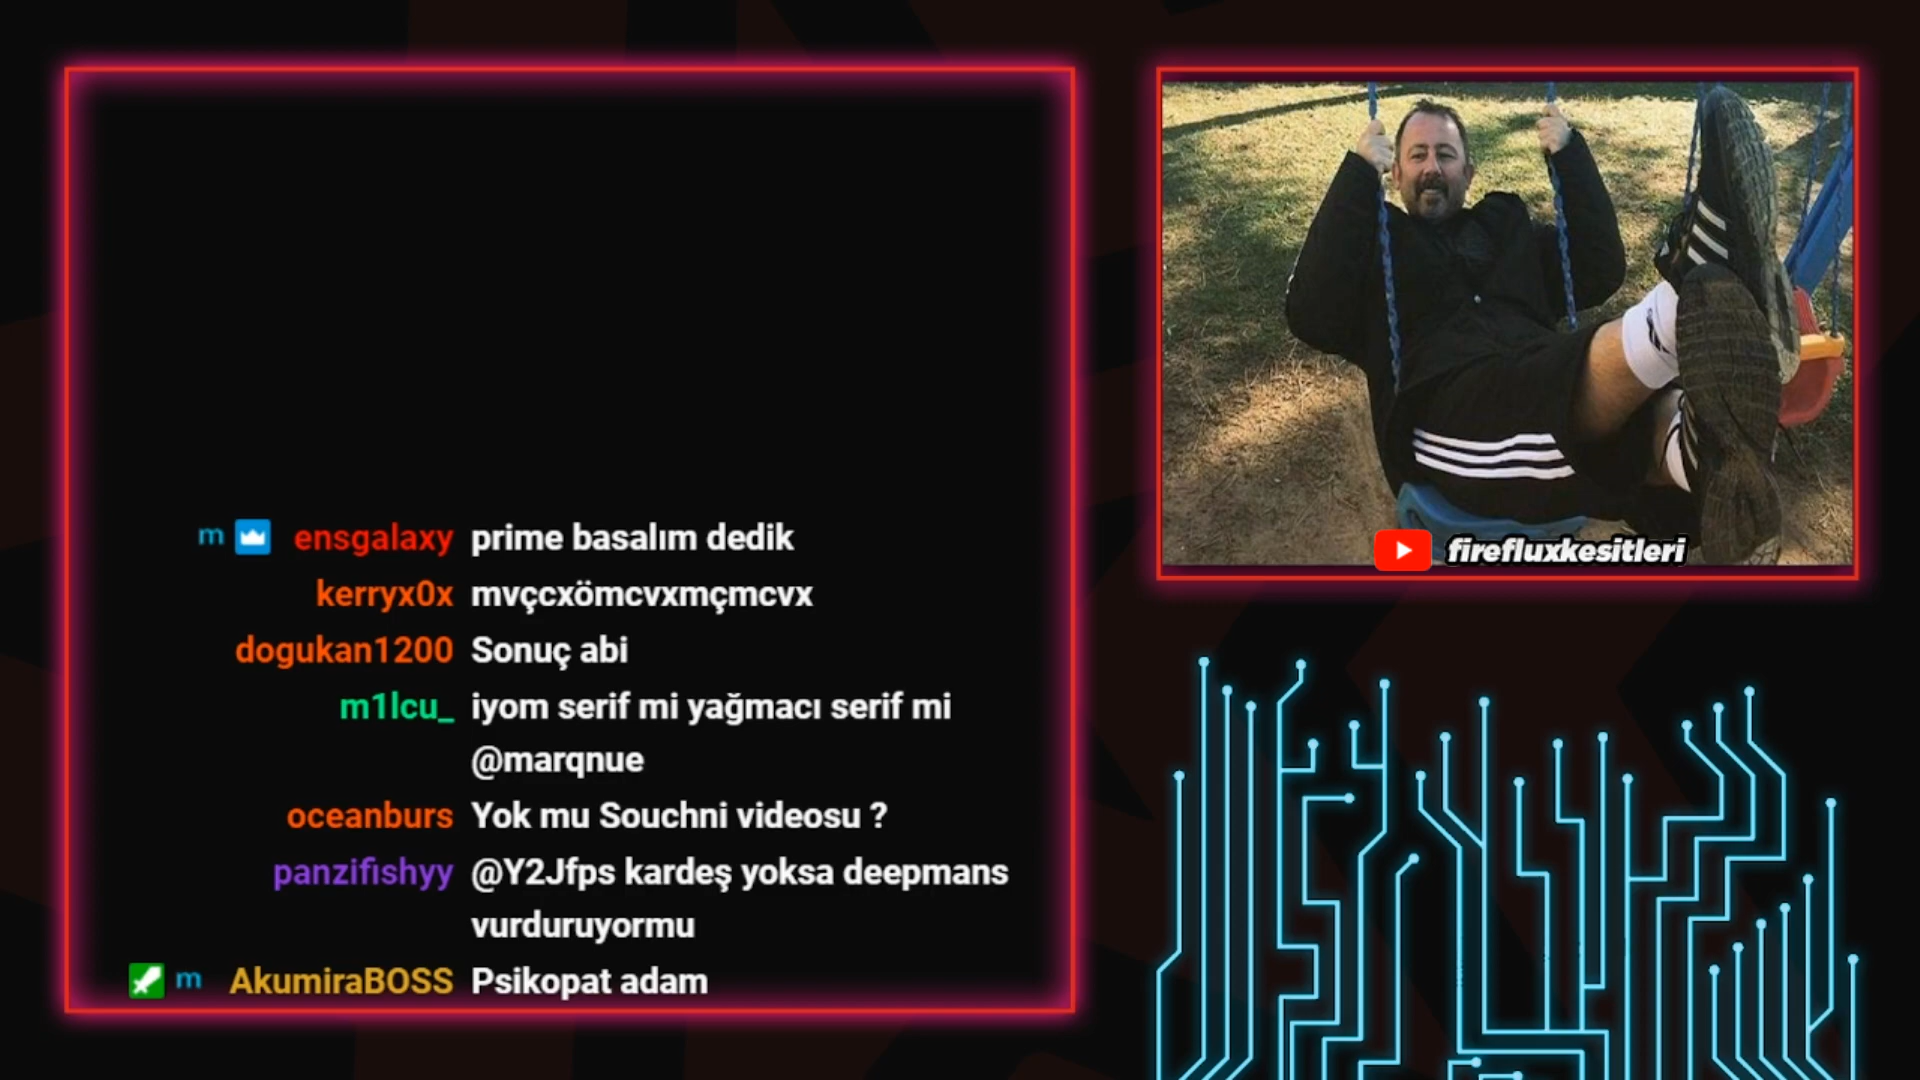 m ensgalaxy prime basalım dedik
kerryx0x mvççxömcvxmçmcvx
dogukan1200 Sonuç abi
m1lcu_ iyom serif mi yağmacı serif mi
@marqnue
oceanburs Yok mu Souchni videosu ?
panzifishyy @Y2Jfps kardeş yoksa deepmans
vurduruyormu
m AkumiraBOSS Psikopat adam
firefluxkesitleri